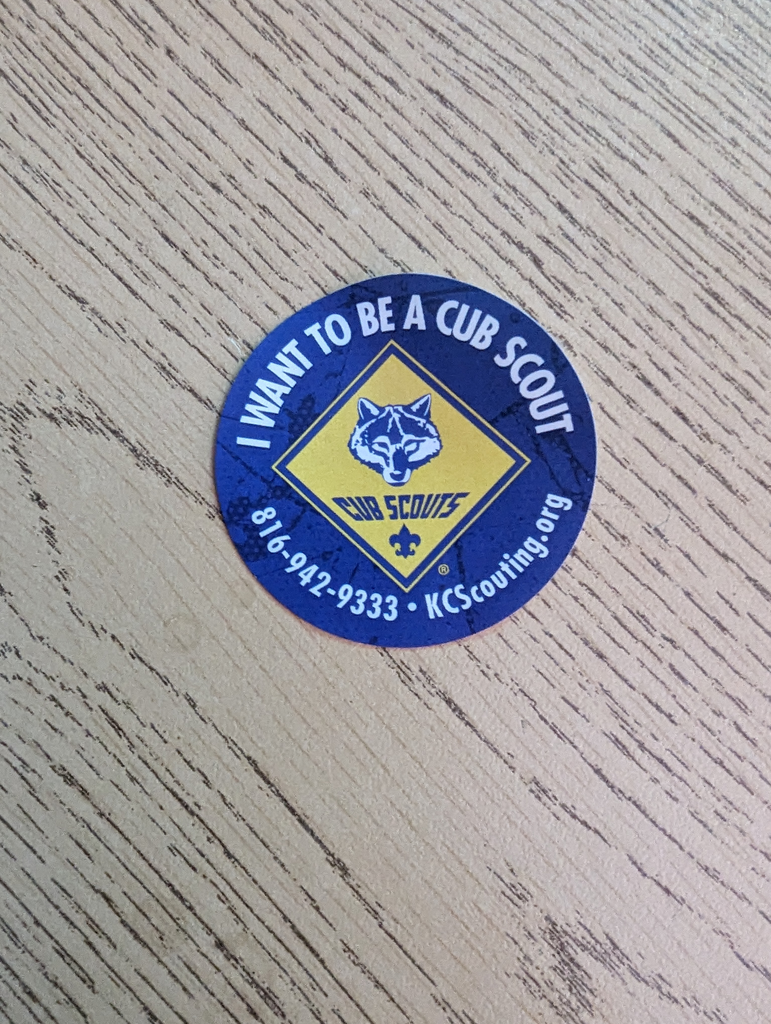 I WANT TO BE A CUB SCOUT
CUB SCOUTS
®
816-942-9333 • KCScouting.org